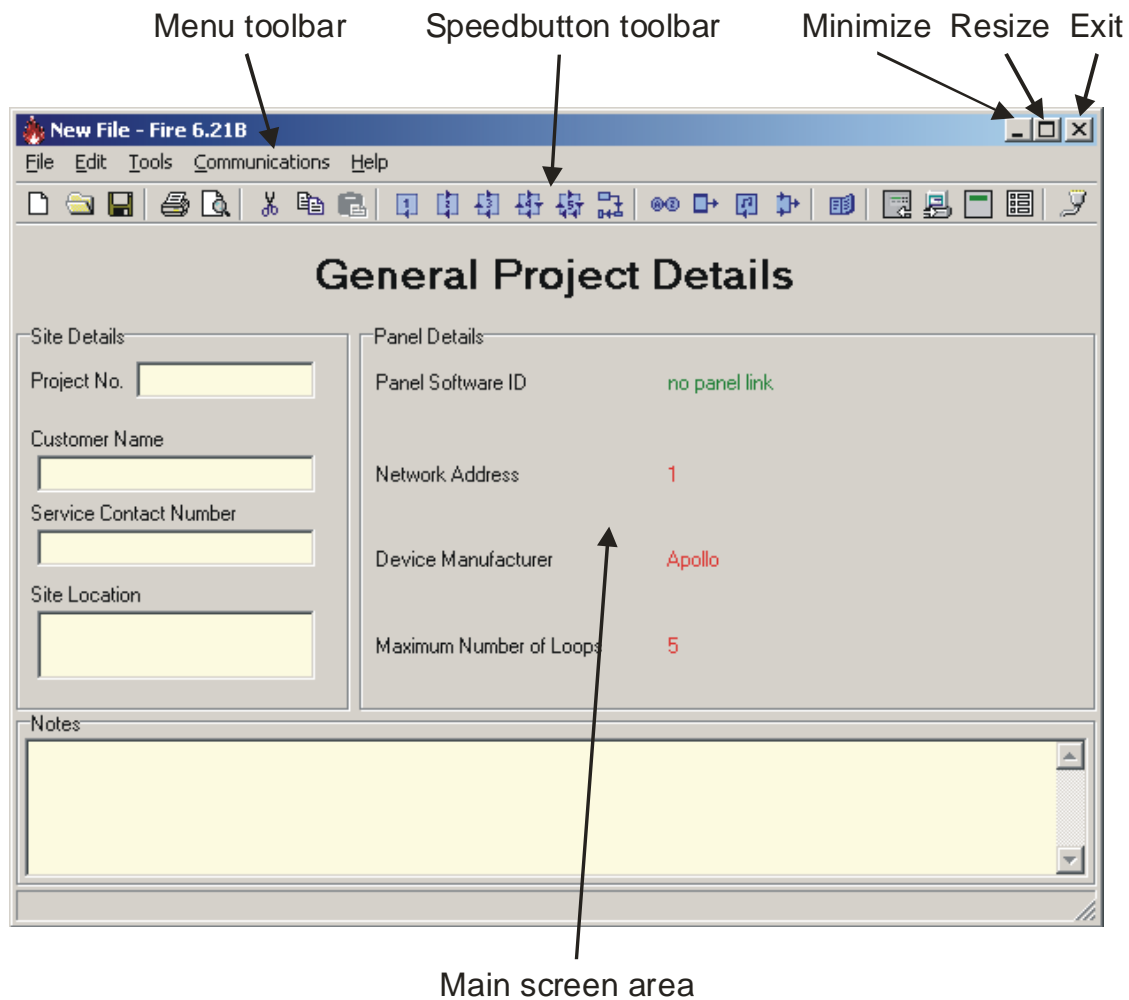 Menu toolbar Speedbutton toolbar Minimize Resize Exit
New File - Fire 6.21B
File Edit Tools Communications Help
General Project Details
Site Details
Project No.
Customer Name
Service Contact Number
Site Location
Panel Details
Panel Software ID no panel link
Network Address 1
Device Manufacturer Apollo
Maximum Number of Loops 5
Notes
Main screen area